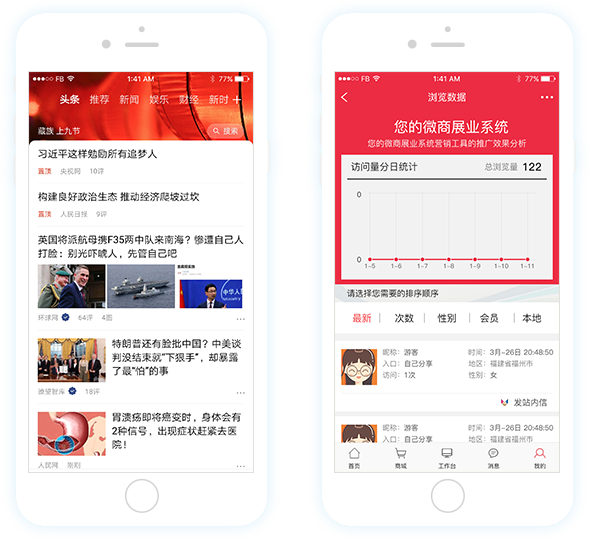 FB
1:41 AM
77%
头条 推荐 新闻 娱乐 财经 新时
藏族 上九节
搜索
习近平这样勉励所有追梦人
置顶 央视网 10评
构建良好政治生态 推动经济爬坡过坎
置顶 人民日报 9评
英国将派航母携F35两中队来南海？惨遭自己人
打脸：别光吓唬人，先管自己吧
环球网 64评 4图
特朗普还有脸批中国？中美谈
判没结束就“下狠手”，却暴露
了最“怕”的事
瞭望智库 18评
胃溃疡即将癌变时，身体会有
2种信号，出现症状赶紧去医
院！
人民网 刚刚
FB
1:41 AM
77%
浏览数据
您的微商展业系统
您的微商展业系统营销工具的推广效果分析
访问量分日统计
总浏览量 122
0
0
1-5 1-6 1-7 1-8 1-9 1-10 1-11
请选择您需要的排序顺序
最新 次数 性别 会员 本地
昵称：游客
入口：自己分享
访问：1次
时间：3月-26日 20:48:50
地区：福建省福州市
性别：女
发站内信
昵称：游客
入口：自己分享
时间：3月-26日 20:48:50
地区：福建省福州市
首页 商城 工作台 消息 我的